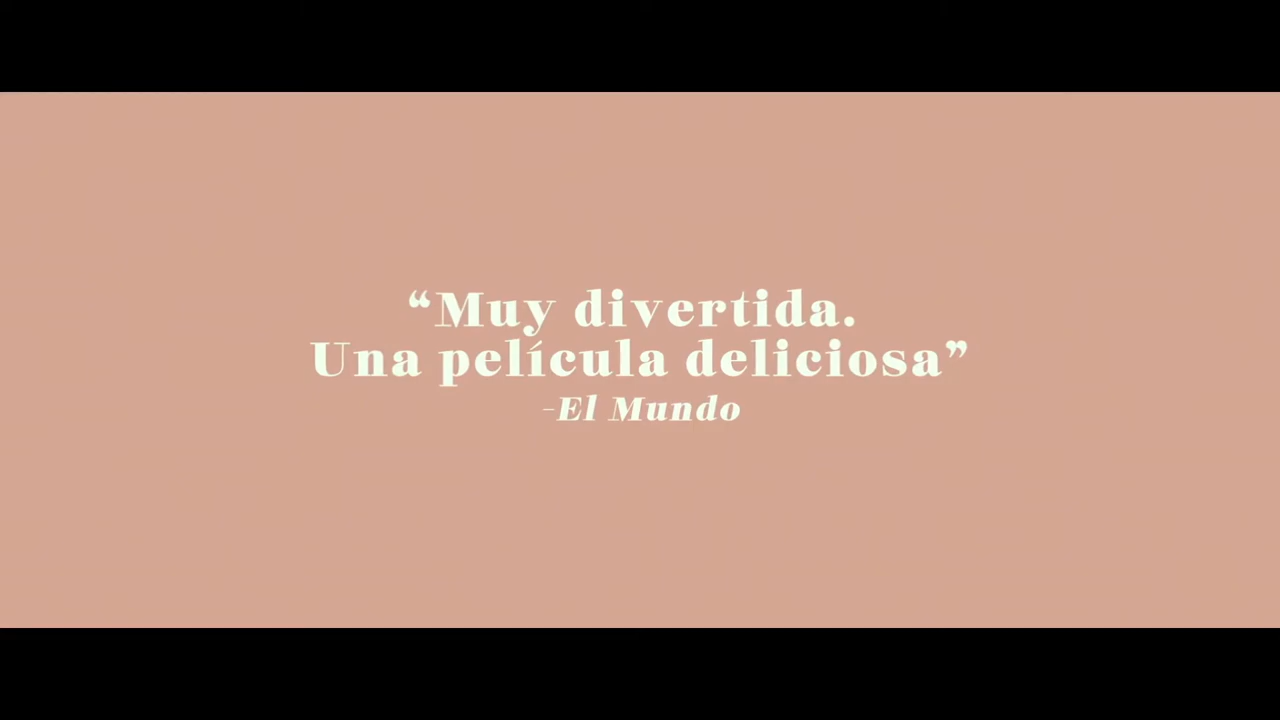 “Muy divertida.
Una película deliciosa”
-El Mundo